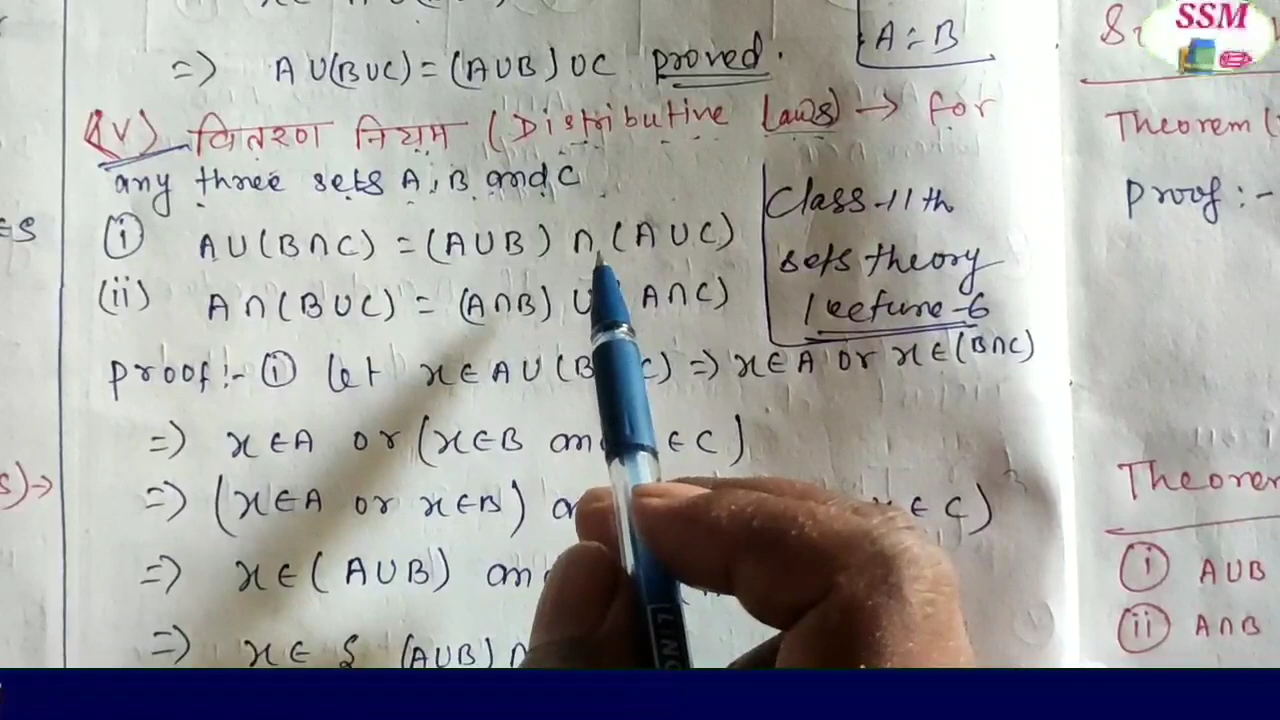 => A∪(B∪C) = (A∪B)∪C proved.
A = B
SSM
(V) वितरण नियम (Distributive Laws) → For
any three sets A, B and C
(i) A∪(B∩C) = (A∪B) ∩ (A∪C)
(ii) A∩(B∪C) = (A∩B) ∪ A∩C)
Class-11th
sets theory
Lecture-6
Proof:- (i) Let x∈A∪(B C) => x∈A or x∈(B∩C)
=> x∈A or (x∈B and ∈C)
=> (x∈A or x∈B) ∈ C)
=> x∈(A∪B)
=> x∈ { (A∪B)∩
∈S
s)→
Theorem
Proof:-
Theorem
(i) A∪B
(ii) A∩B